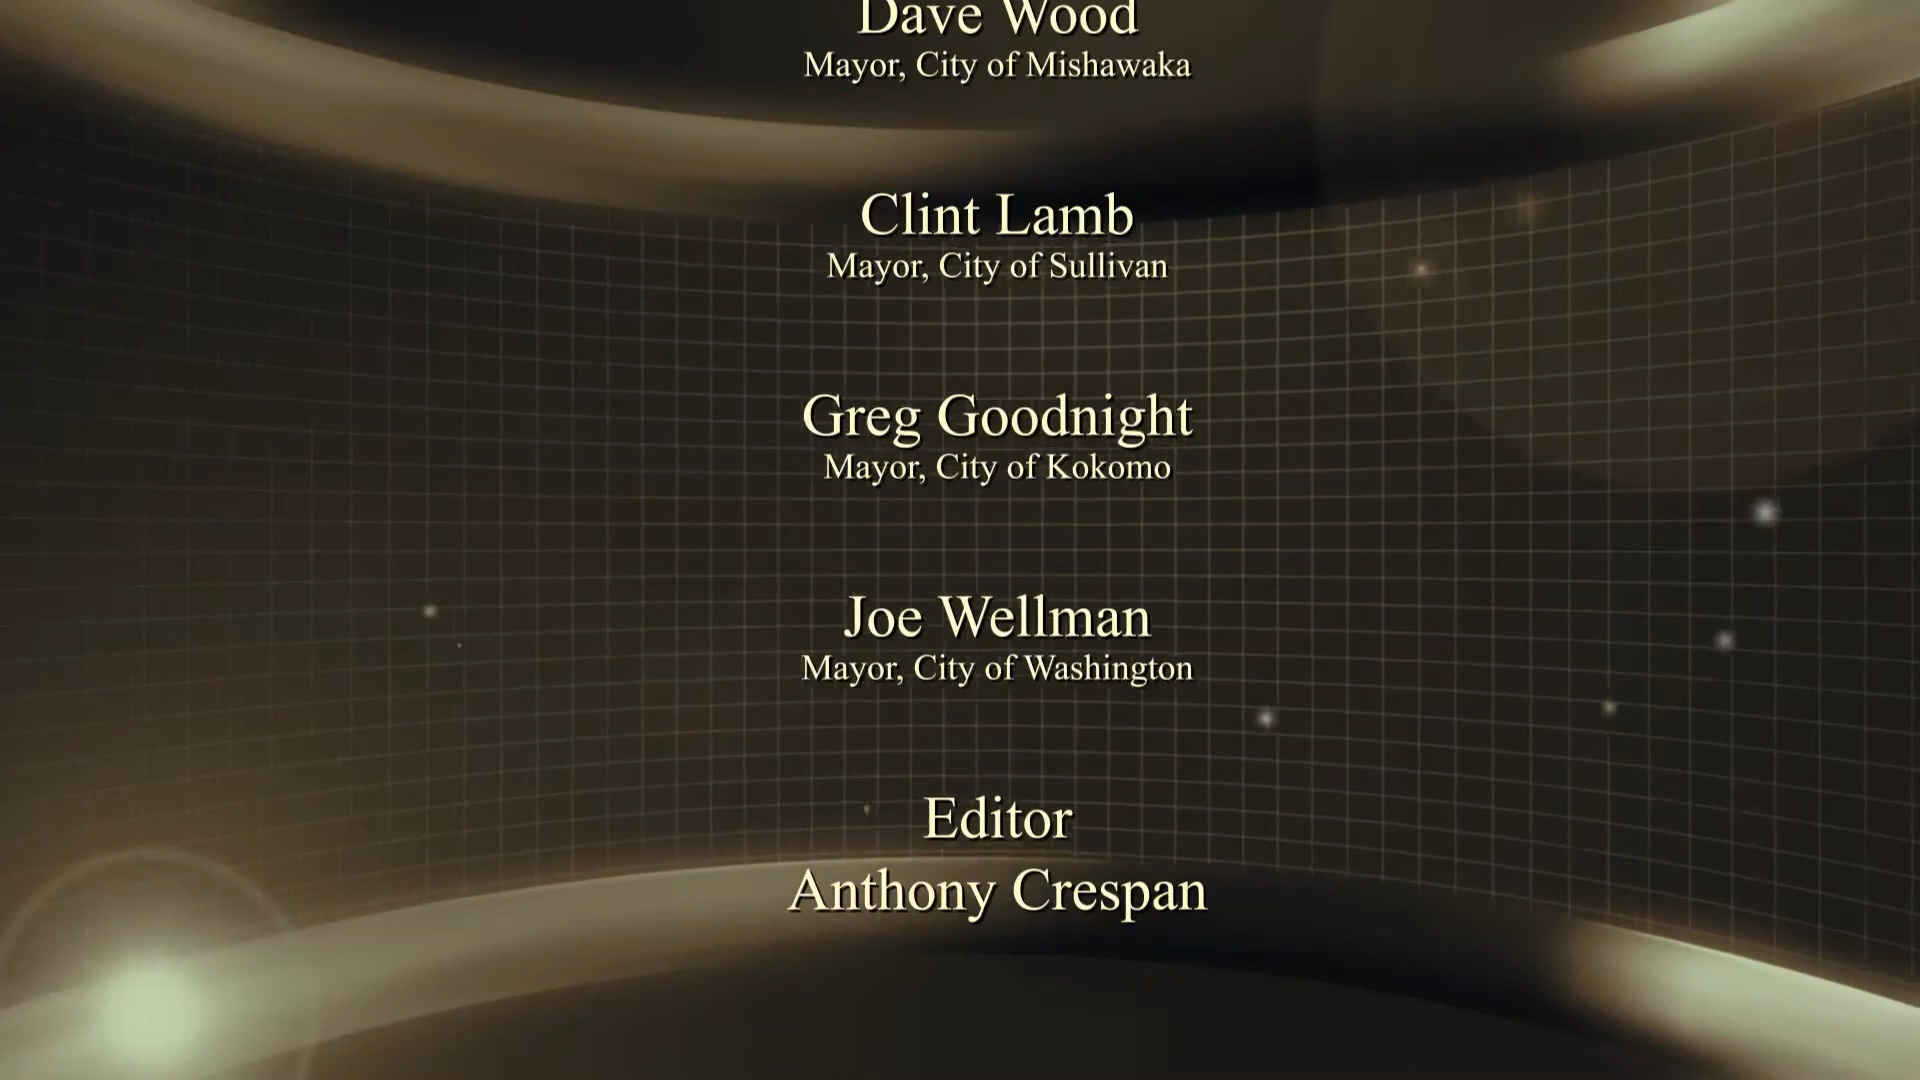 Dave Wood
Mayor, City of Mishawaka
Clint Lamb
Mayor, City of Sullivan
Greg Goodnight
Mayor, City of Kokomo
Joe Wellman
Mayor, City of Washington
Editor
Anthony Crespan